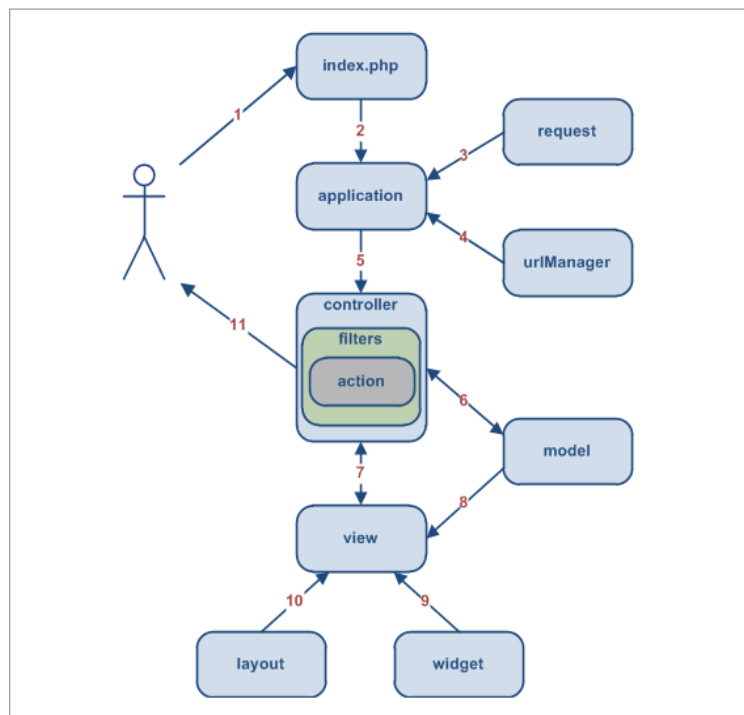 index.php
1
2
request
3
application
4
urlManager
5
controller
11
filters
action
6
model
7
8
view
10
9
layout
widget